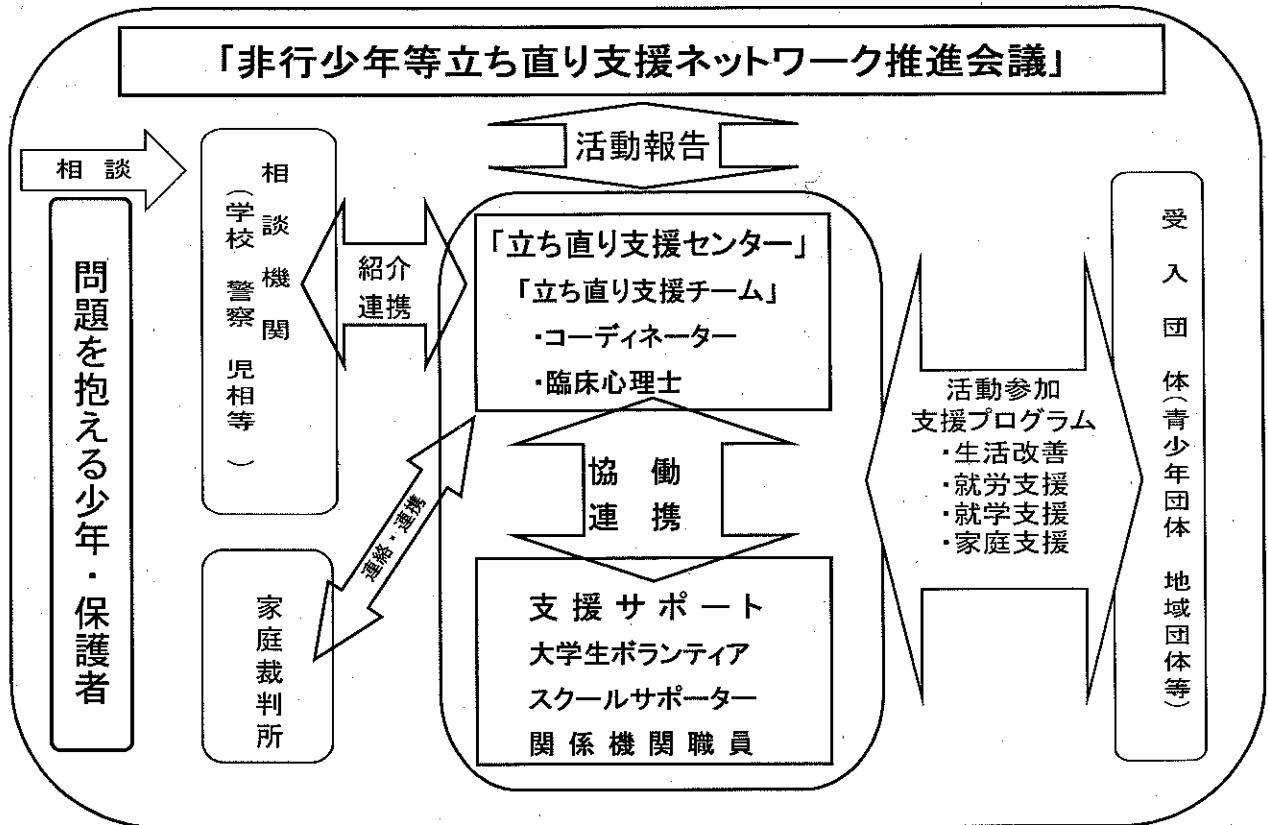 「非行少年等立ち直り支援ネットワーク推進会議」
活動報告
相談
問題を抱える少年・保護者
相談機関
(学校 警察 児相等)
紹介
連携
「立ち直り支援センター」
「立ち直り支援チーム」
・コーディネーター
・臨床心理士
連絡・連携
家庭裁判所
協働
連携
支援サポート
大学生ボランティア
スクールサポーター
関係機関職員
活動参加
支援プログラム
・生活改善
・就労支援
・就学支援
・家庭支援
受入団体(青少年団体 地域団体等)